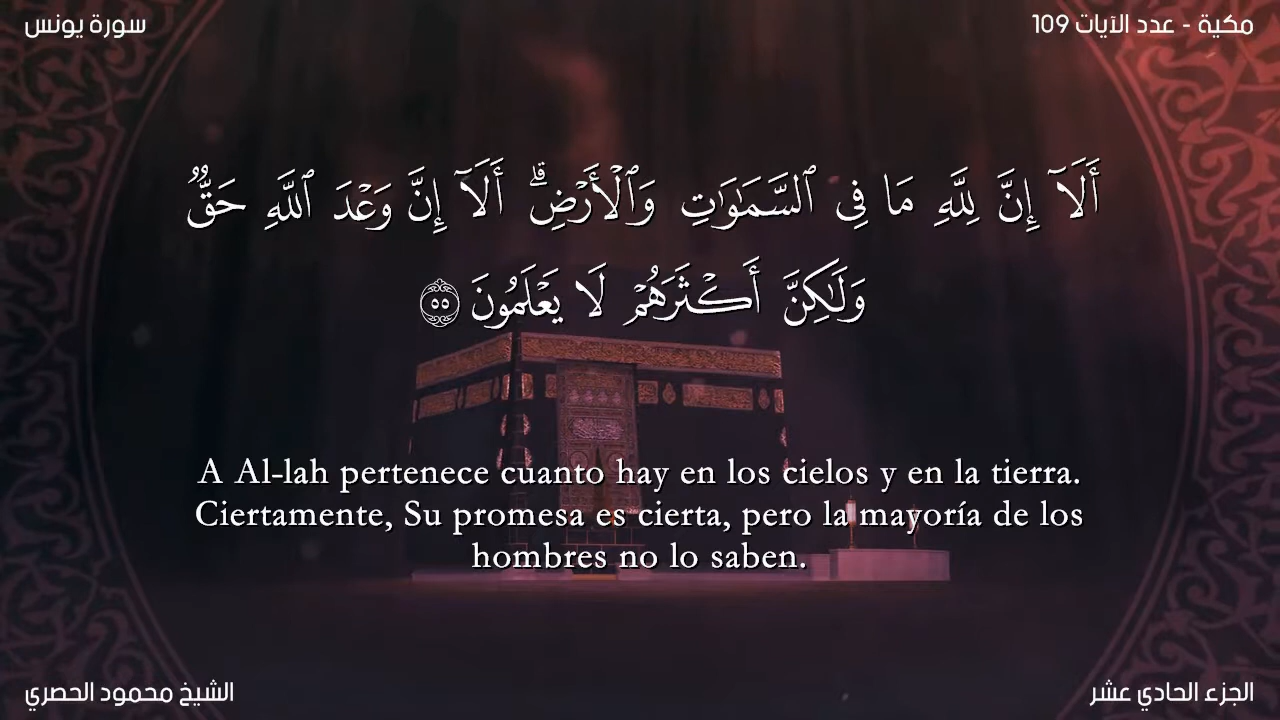 مكية - عدد الآيات 109
سورة يونس
أَلَآ إِنَّ لِلَّهِ مَا فِى ٱلسَّمَٰوَٰتِ وَٱلْأَرْضِ ۗ أَلَآ إِنَّ وَعْدَ ٱللَّهِ حَقٌّ
وَلَٰكِنَّ أَكْثَرَهُمْ لَا يَعْلَمُونَ ٥٥
A Al-lah pertenece cuanto hay en los cielos y en la tierra.
Ciertamente, Su promesa es cierta, pero la mayoría de los
hombres no lo saben.
الجزء الحادي عشر
الشيخ محمود الحصري